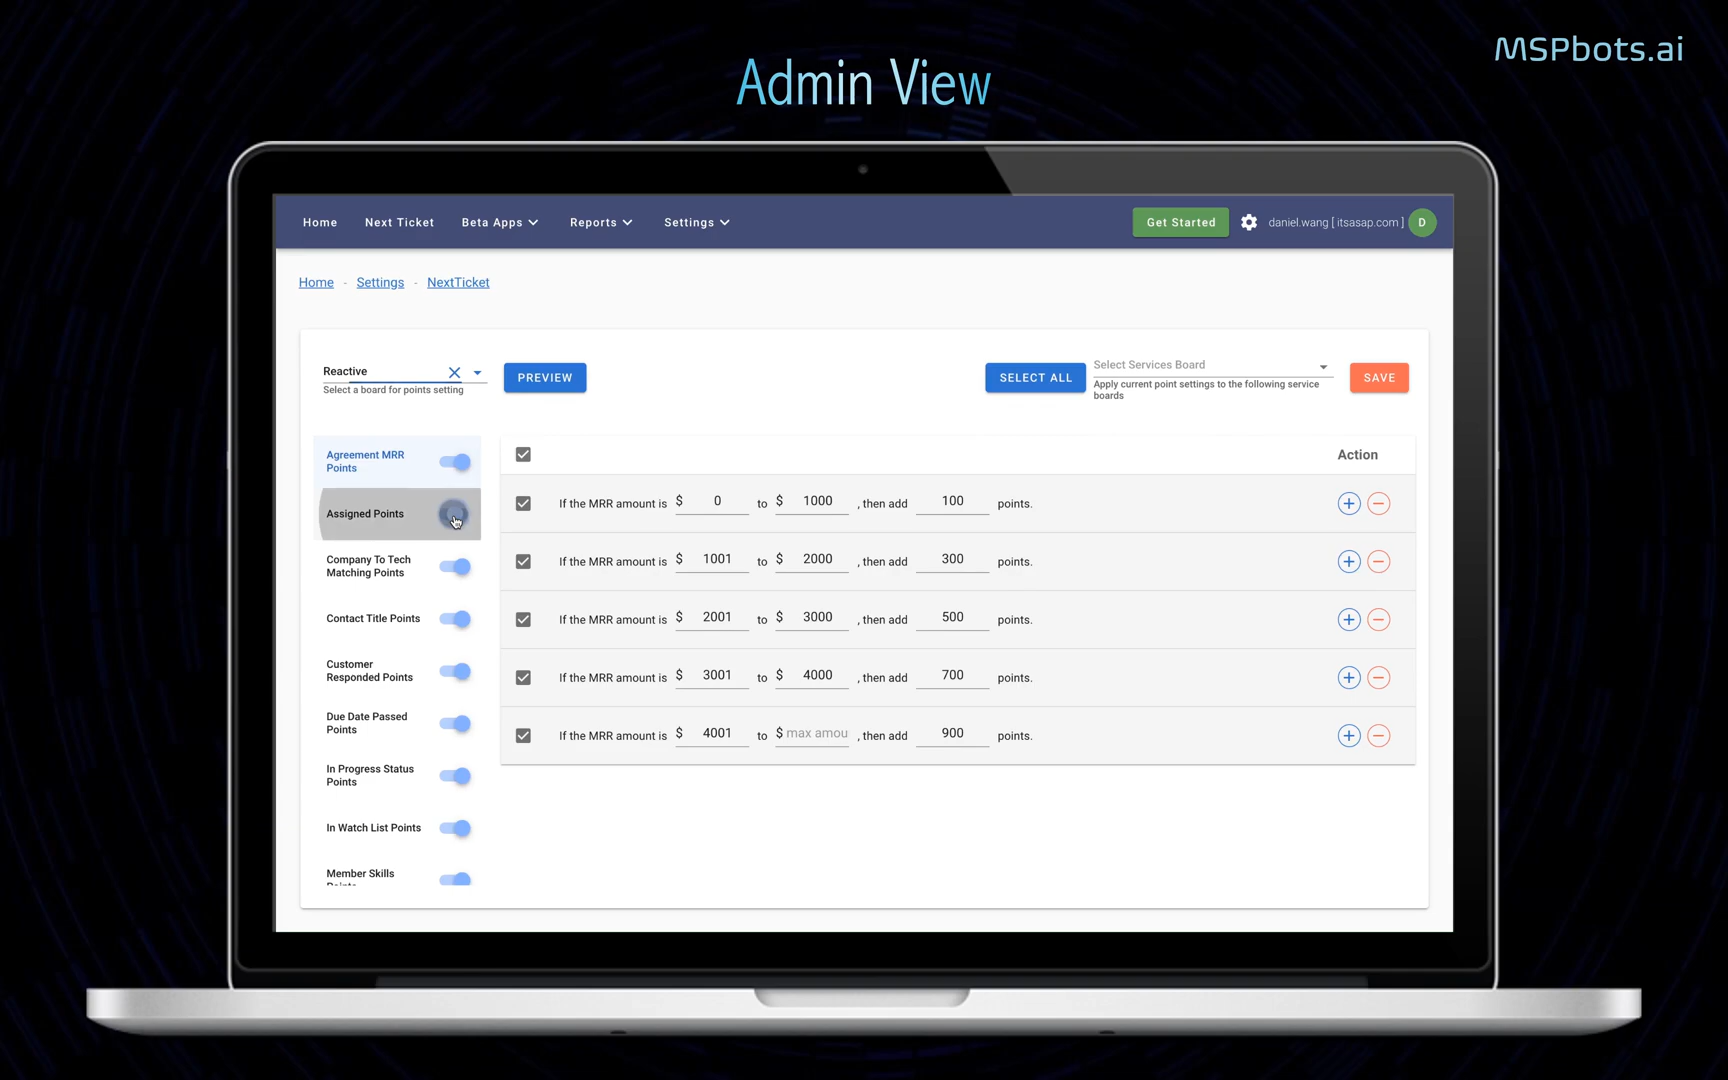 MSPbots.ai
Admin View
Home Next Ticket Beta Apps Reports Settings Get Started daniel.wang [ itsasap.com ] D
Home - Settings - NextTicket
Reactive
Select a board for points setting
PREVIEW
SELECT ALL
Select Services Board
Apply current point settings to the following service
boards
SAVE
Agreement MRR
Points
Assigned Points
Company To Tech
Matching Points
Contact Title Points
Customer
Responded Points
Due Date Passed
Points
In Progress Status
Points
In Watch List Points
Member Skills
Action
If the MRR amount is $ 0 to $ 1000 , then add 100 points.
If the MRR amount is $ 1001 to $ 2000 , then add 300 points.
If the MRR amount is $ 2001 to $ 3000 , then add 500 points.
If the MRR amount is $ 3001 to $ 4000 , then add 700 points.
If the MRR amount is $ 4001 to $ max amou , then add 900 points.